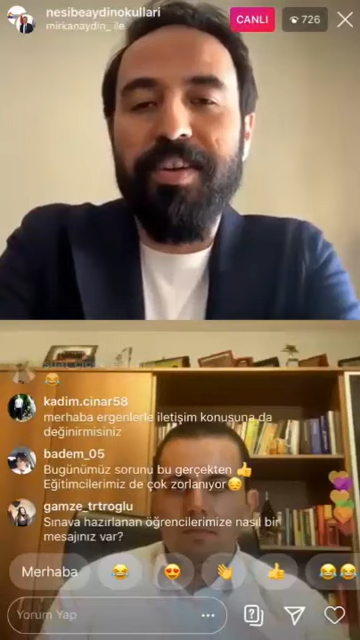 nesibeaydinokullari
mirkanaydin_ ile
CANLI
726
kadim.cinar58
merhaba ergenlerle iletişim konuşuna da
değinirmisiniz
badem_05
Bugünümüz sorunu bu gerçekten
Eğitimcilerimiz de çok zorlanıyor
gamze_trtroglu
Sınava hazırlanan öğrencilerimize nasıl bir
mesajınız var?
Merhaba
Yorum Yap